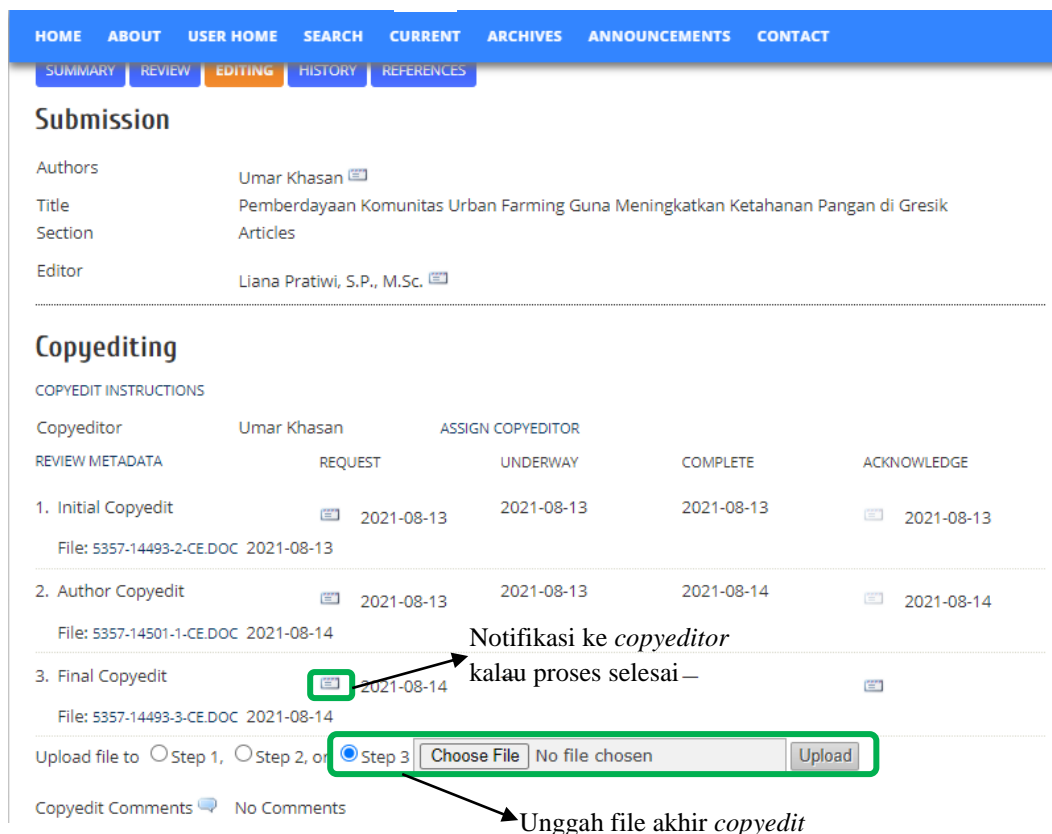 HOME ABOUT USER HOME SEARCH CURRENT ARCHIVES ANNOUNCEMENTS CONTACT
SUMMARY REVIEW EDITING HISTORY REFERENCES
Submission
Authors Umar Khasan
Title Pemberdayaan Komunitas Urban Farming Guna Meningkatkan Ketahanan Pangan di Gresik
Section Articles
Editor Liana Pratiwi, S.P., M.Sc.
Copyediting
COPYEDIT INSTRUCTIONS
Copyeditor Umar Khasan ASSIGN COPYEDITOR
REVIEW METADATA REQUEST UNDERWAY COMPLETE ACKNOWLEDGE
1. Initial Copyedit 2021-08-13 2021-08-13 2021-08-13 2021-08-13
File: 5357-14493-2-CE.DOC 2021-08-13
2. Author Copyedit 2021-08-13 2021-08-13 2021-08-14 2021-08-14
File: 5357-14501-1-CE.DOC 2021-08-14
Notifikasi ke copyeditor
kalau proses selesai —
3. Final Copyedit 2021-08-14
File: 5357-14493-3-CE.DOC 2021-08-14
Upload file to Step 1, Step 2, or Step 3 Choose File No file chosen Upload
Copyedit Comments No Comments
Unggah file akhir copyedit